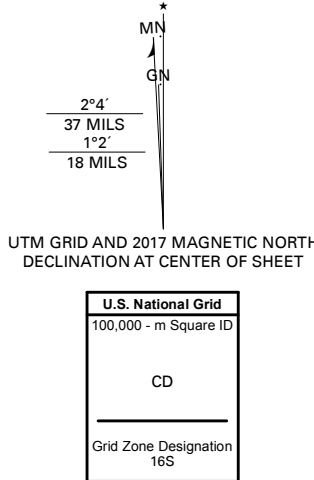 MN
GN
2°4´
37 MILS
1°2´
18 MILS
UTM GRID AND 2017 MAGNETIC NORTH
DECLINATION AT CENTER OF SHEET
U.S. National Grid
100,000 - m Square ID
CD
Grid Zone Designation
16S